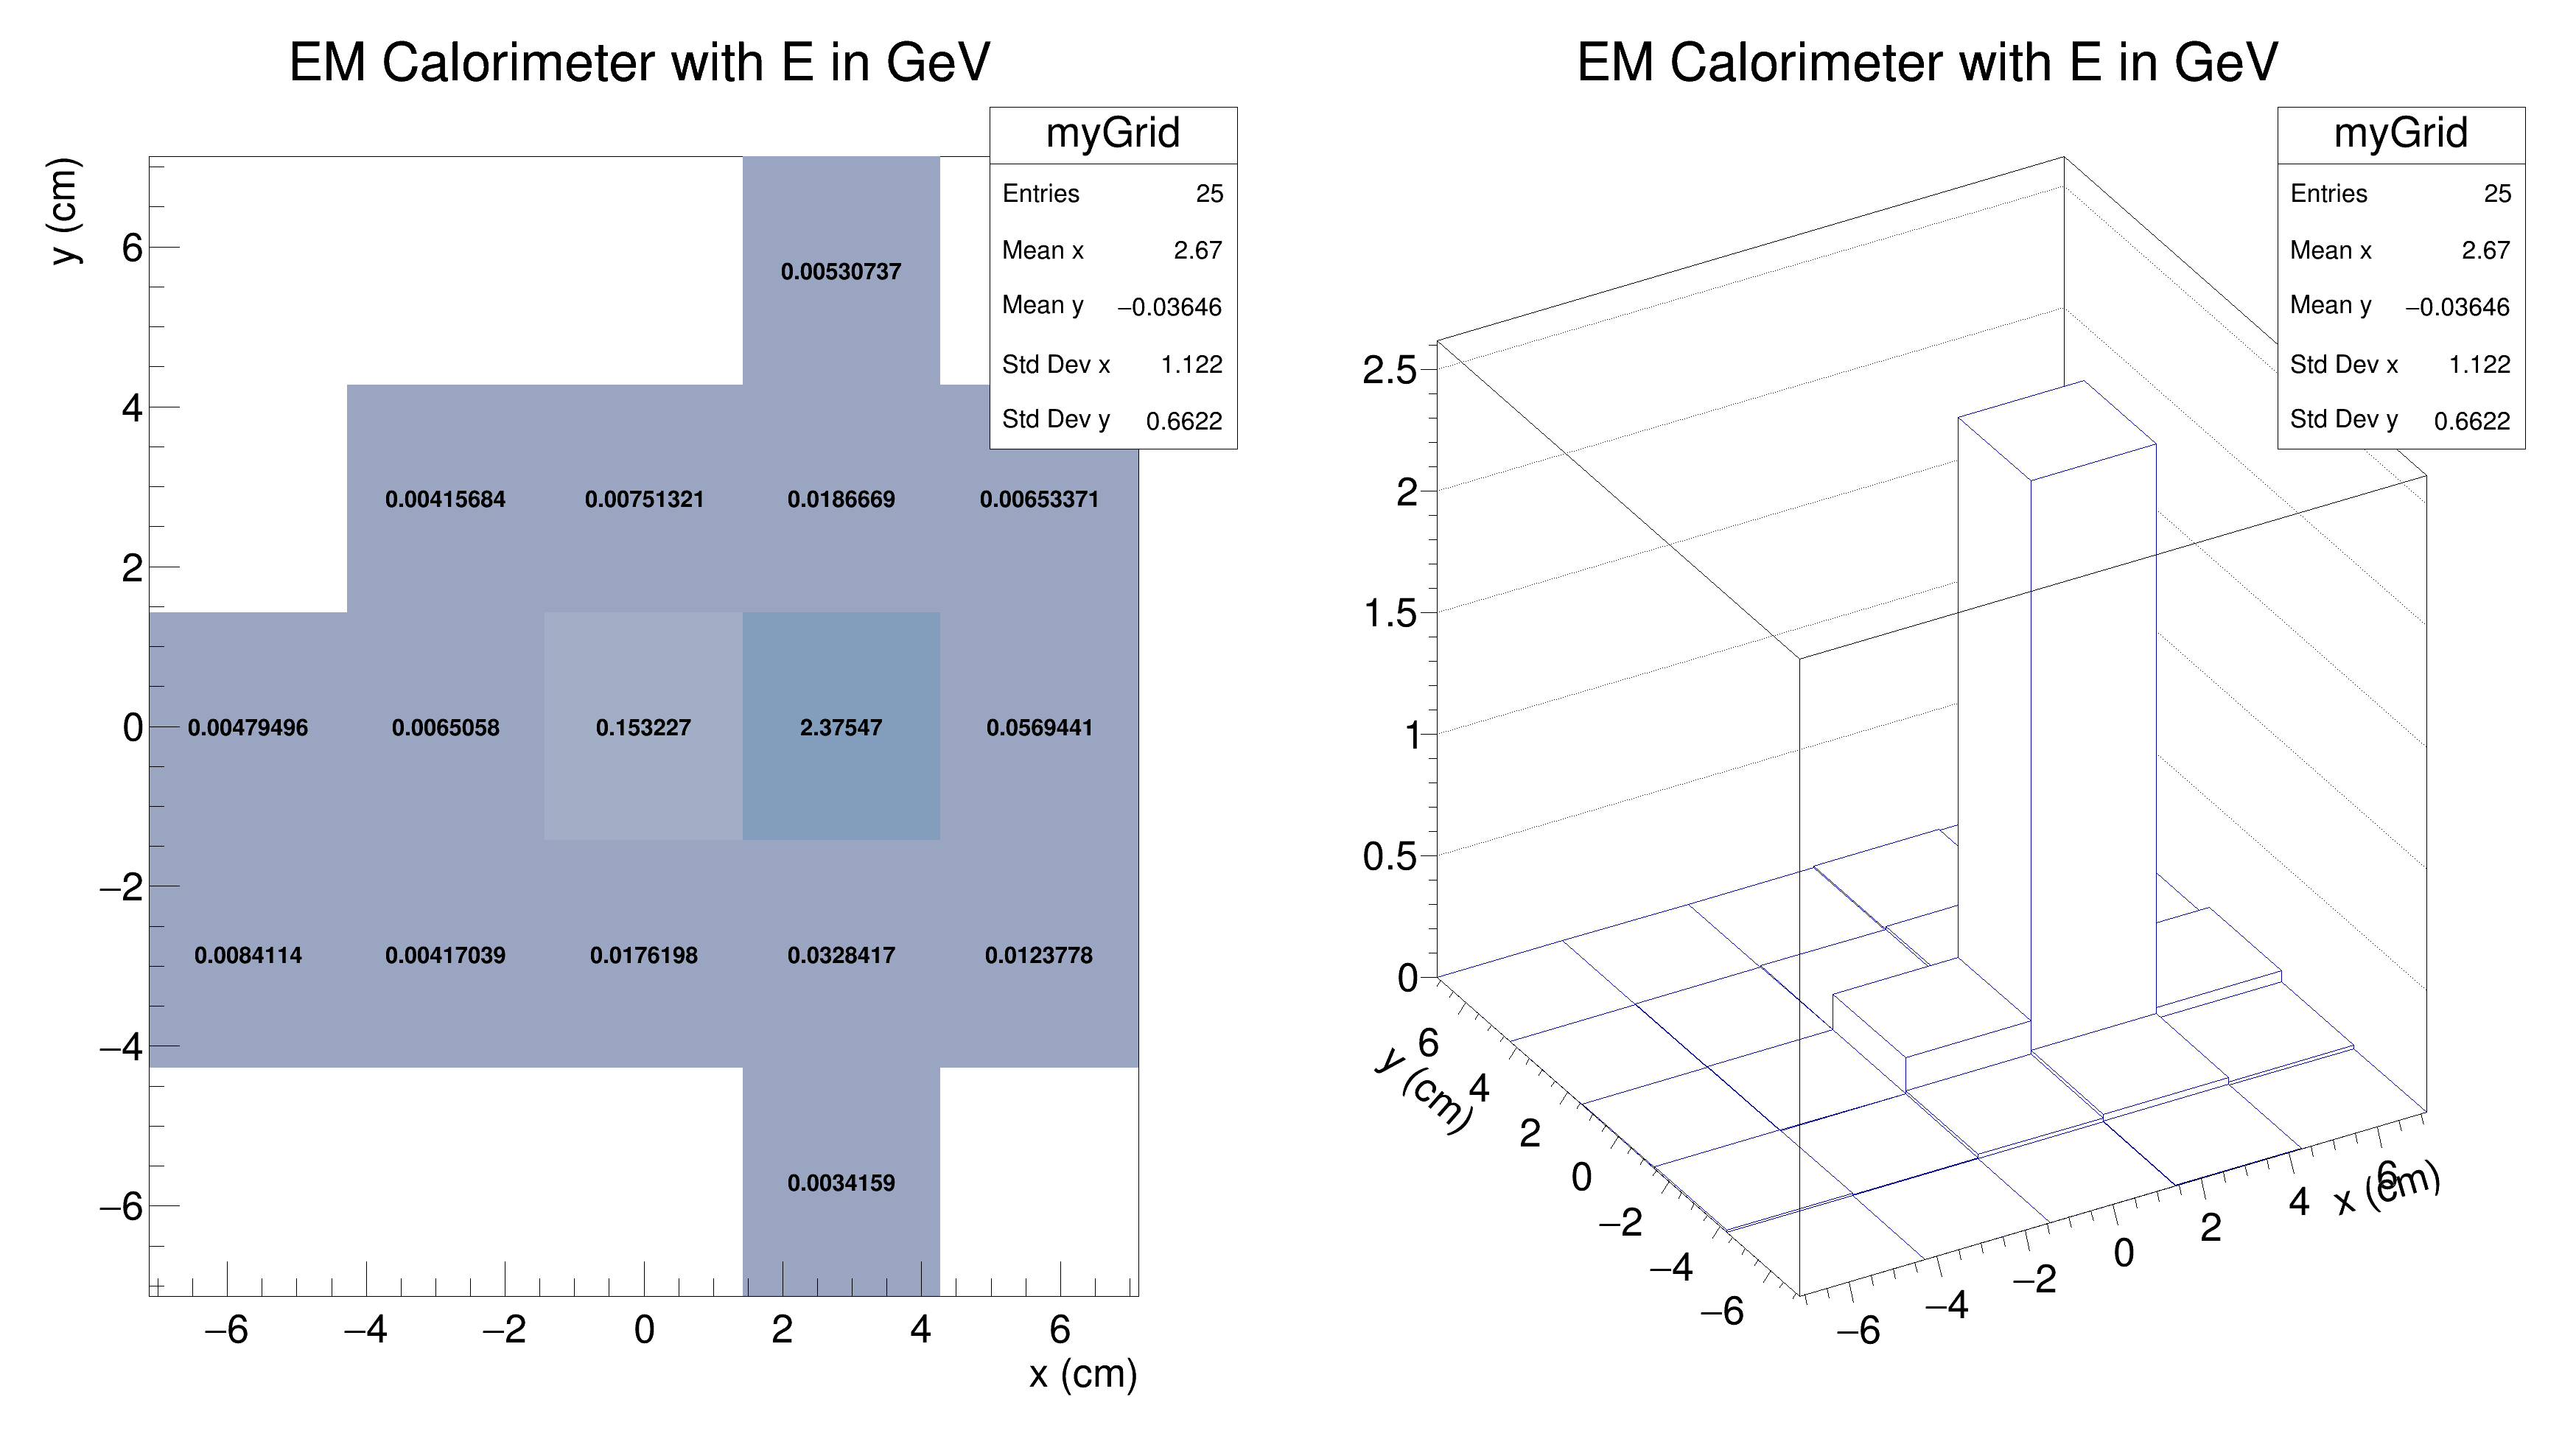 EM Calorimeter with E in GeV
myGrid
Entries 25
Mean x 2.67
Mean y −0.03646
Std Dev x 1.122
Std Dev y 0.6622
y (cm)
6
4
2
0
−2
−4
−6
0.00530737
0.00415684 0.00751321 0.0186669 0.00653371
0.00479496 0.0065058 0.153227 2.37547 0.0569441
0.0084114 0.00417039 0.0176198 0.0328417 0.0123778
0.0034159
−6 −4 −2 0 2 4 6
x (cm)
EM Calorimeter with E in GeV
myGrid
Entries 25
Mean x 2.67
Mean y −0.03646
Std Dev x 1.122
Std Dev y 0.6622
2.5
2
1.5
1
0.5
0
y (cm)
6
4
2
0
−2
−4
−6
−6 −4 −2 0 2 4 6
x (cm)